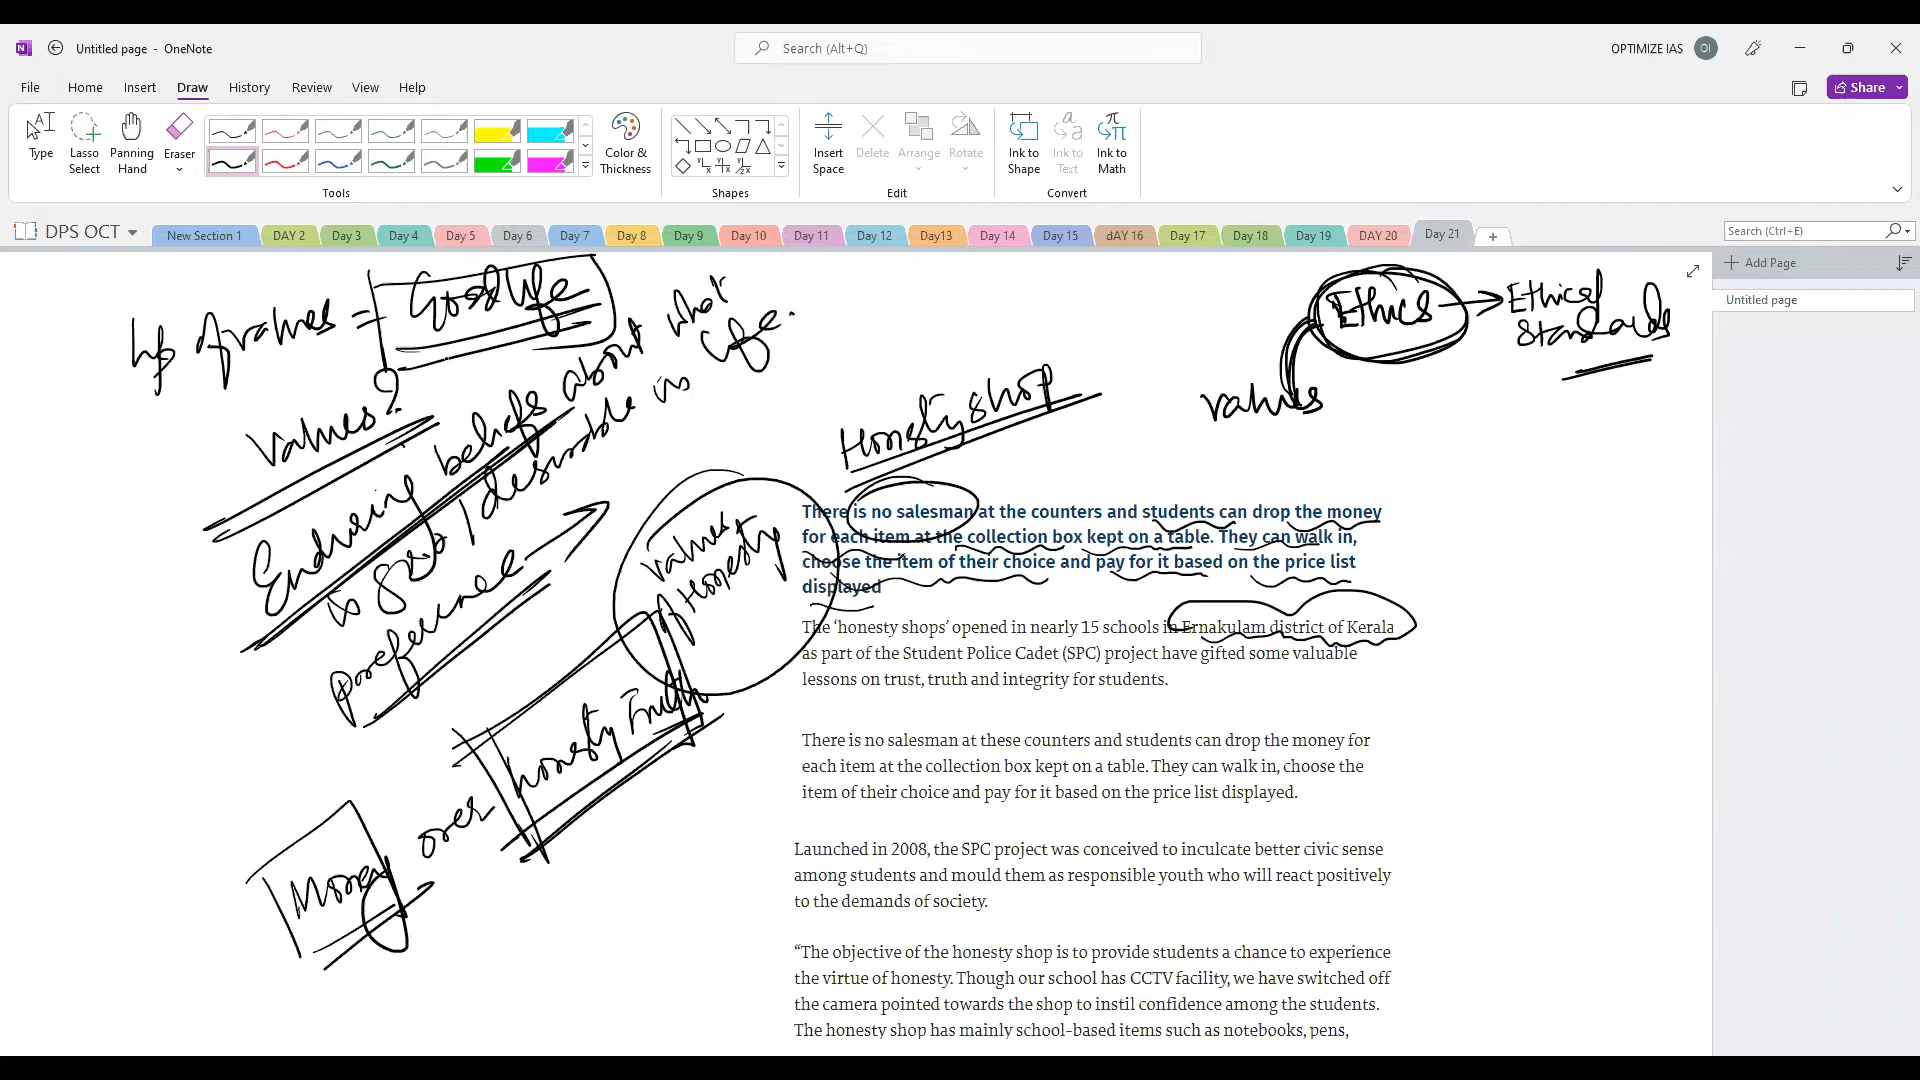 Untitled page - OneNote
Search (Alt+Q)
OPTIMIZE IAS
OI
File Home Insert Draw History Review View Help
Share
Type
Lasso Select
Panning Hand
Eraser
Color & Thickness
Insert Space
Delete
Arrange
Rotate
Ink to Shape
Ink to Text
Ink to Math
Tools
Shapes
Edit
Convert
DPS OCT
New Section 1 DAY 2 Day 3 Day 4 Day 5 Day 6 Day 7 Day 8 Day 9 Day 10 Day 11 Day 12 Day13 Day 14 Day 15 dAY 16 Day 17 Day 18 Day 19 DAY 20 Day 21
Search (Ctrl+E)
Add Page
Untitled page
of values = Good life
Values?
Enduring beliefs about what
is / desirable in life.
preference
Values
of Honesty
honesty Truth
over
Money
Honesty shop
Ethics → Ethical Standards
values
There is no salesman at the counters and students can drop the money
for each item at the collection box kept on a table. They can walk in,
choose the item of their choice and pay for it based on the price list
displayed
The ‘honesty shops’ opened in nearly 15 schools in Ernakulam district of Kerala
as part of the Student Police Cadet (SPC) project have gifted some valuable
lessons on trust, truth and integrity for students.
There is no salesman at these counters and students can drop the money for
each item at the collection box kept on a table. They can walk in, choose the
item of their choice and pay for it based on the price list displayed.
Launched in 2008, the SPC project was conceived to inculcate better civic sense
among students and mould them as responsible youth who will react positively
to the demands of society.
“The objective of the honesty shop is to provide students a chance to experience
the virtue of honesty. Though our school has CCTV facility, we have switched off
the camera pointed towards the shop to instil confidence among the students.
The honesty shop has mainly school-based items such as notebooks, pens,